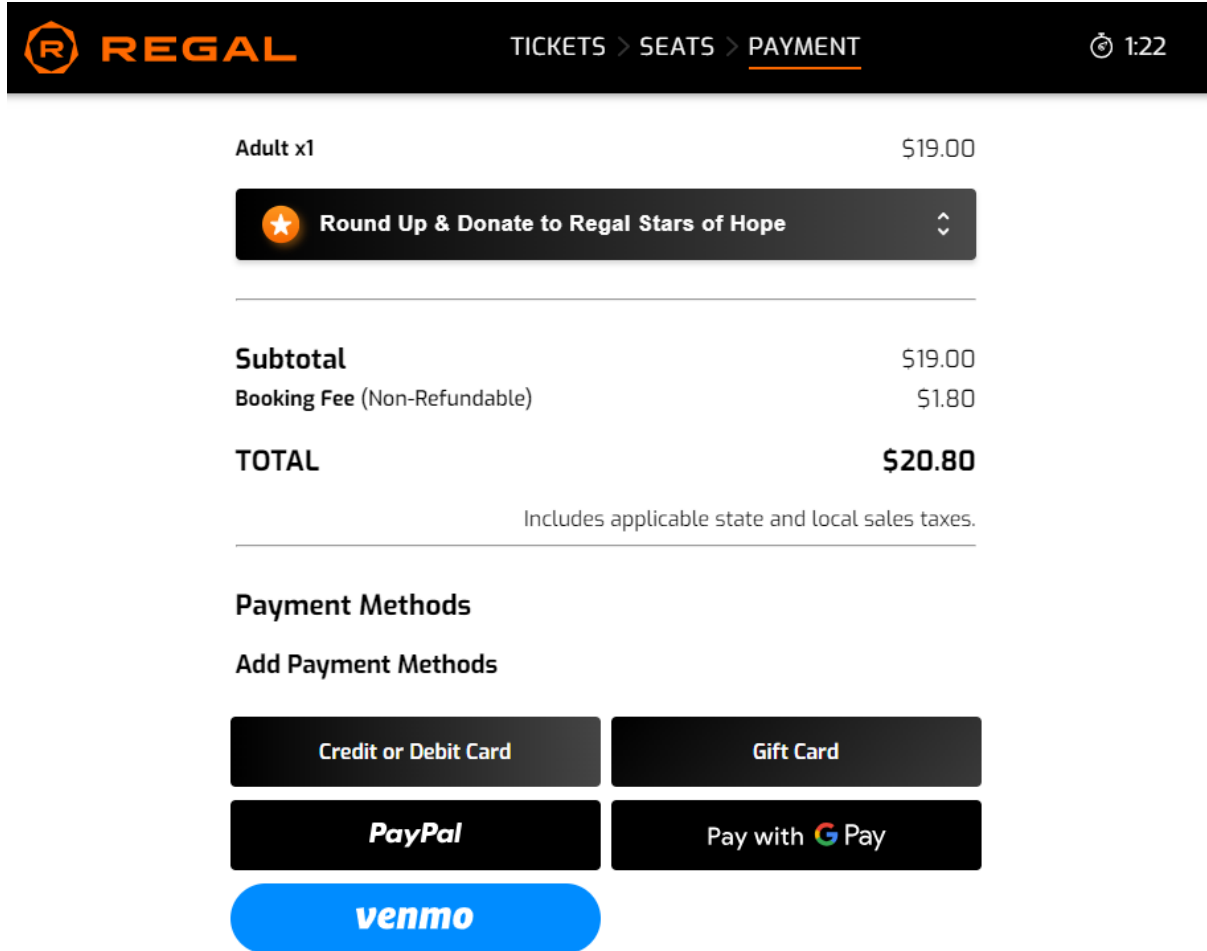 REGAL TICKETS > SEATS > PAYMENT 1:22
Adult x1 $19.00
Round Up & Donate to Regal Stars of Hope
Subtotal $19.00
Booking Fee (Non-Refundable) $1.80
TOTAL $20.80
Includes applicable state and local sales taxes.
Payment Methods
Add Payment Methods
Credit or Debit Card Gift Card
PayPal Pay with G Pay
venmo